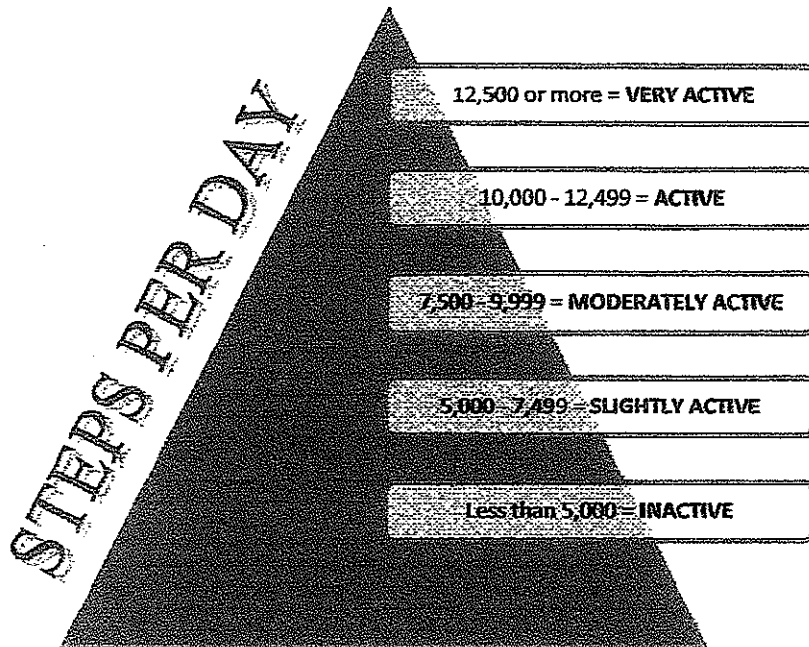 STEPS PER DAY
12,500 or more = VERY ACTIVE
10,000 - 12,499 = ACTIVE
7,500 - 9,999 = MODERATELY ACTIVE
5,000 - 7,499 = SLIGHTLY ACTIVE
Less than 5,000 = INACTIVE